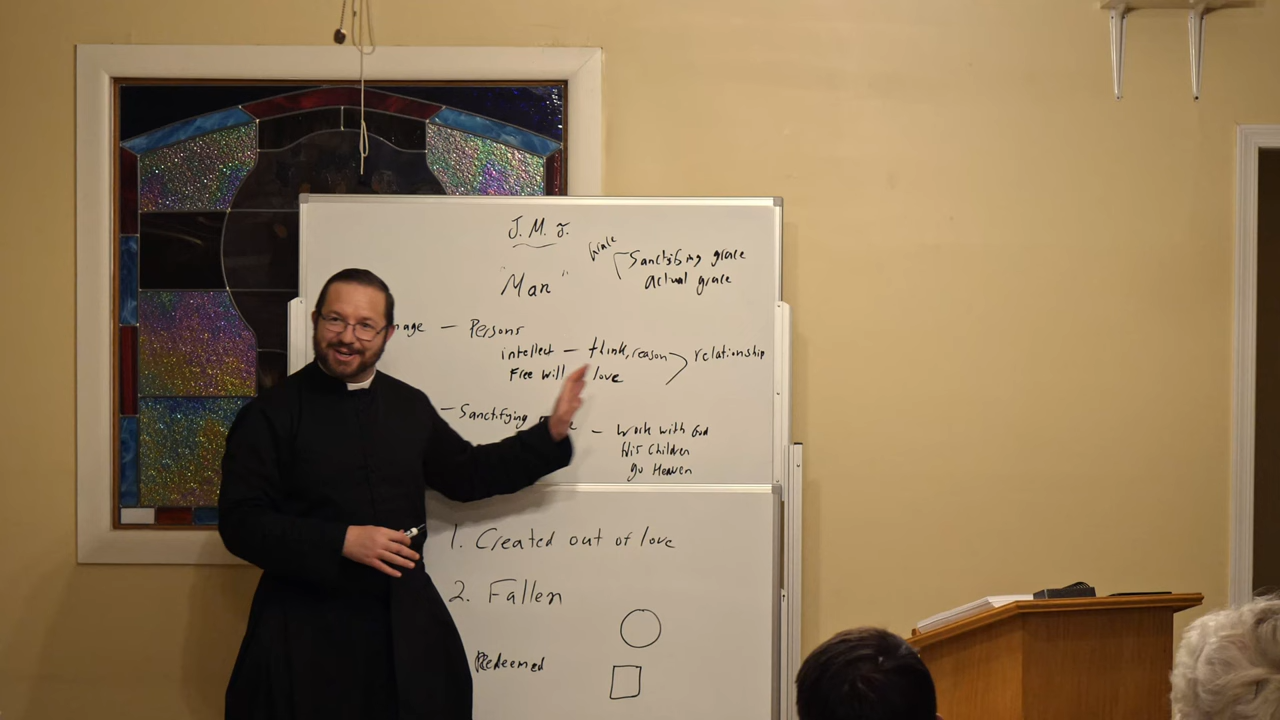 J. M. J.
"Man"
Grace
Sanctifying grace
actual grace
mage — Persons
intellect — think, reason
relationship
Free will love
— Sanctifying
— Work with God
His Children
go Heaven
1. Created out of love
2. Fallen
Redeemed